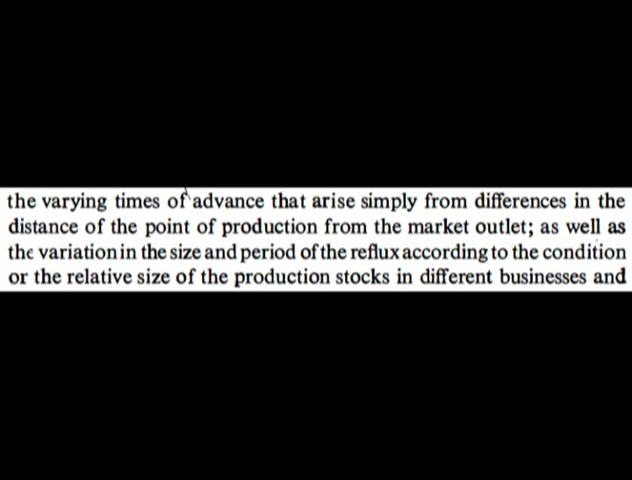 the varying times of advance that arise simply from differences in the
distance of the point of production from the market outlet; as well as
the variation in the size and period of the reflux according to the condition
or the relative size of the production stocks in different businesses and